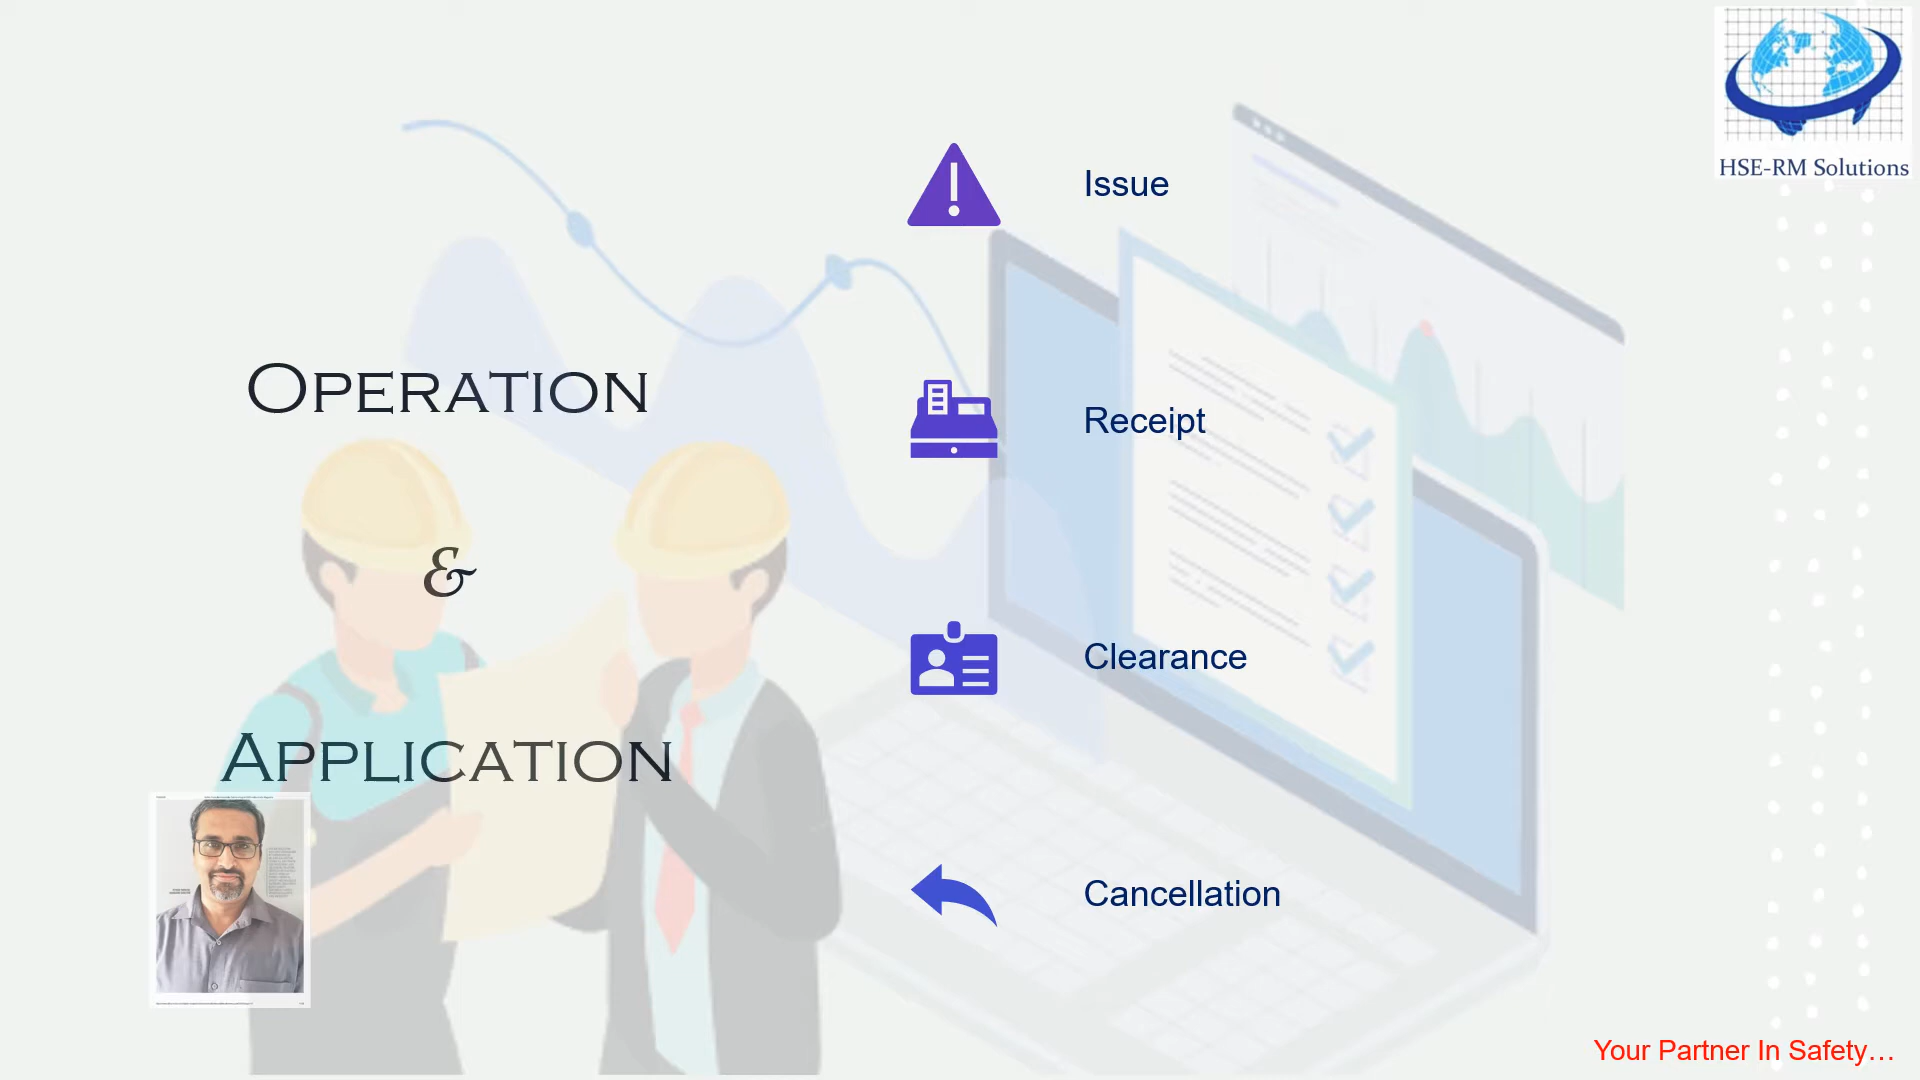 HSE-RM Solutions
Operation
&
Application
Issue
Receipt
Clearance
Cancellation
Your Partner In Safety...